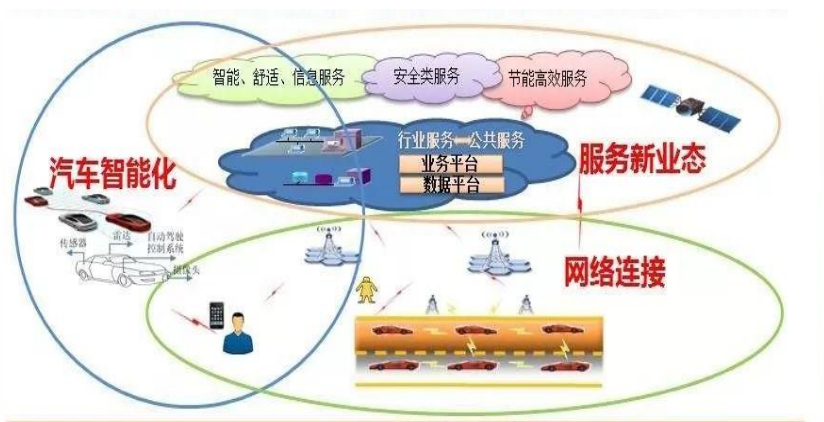 智能、舒适、信息服务
安全类服务
节能高效服务
行业服务 公共服务
业务平台
数据平台
汽车智能化
服务新业态
传感器
雷达
自动驾驶
控制系统
摄像头
网络连接